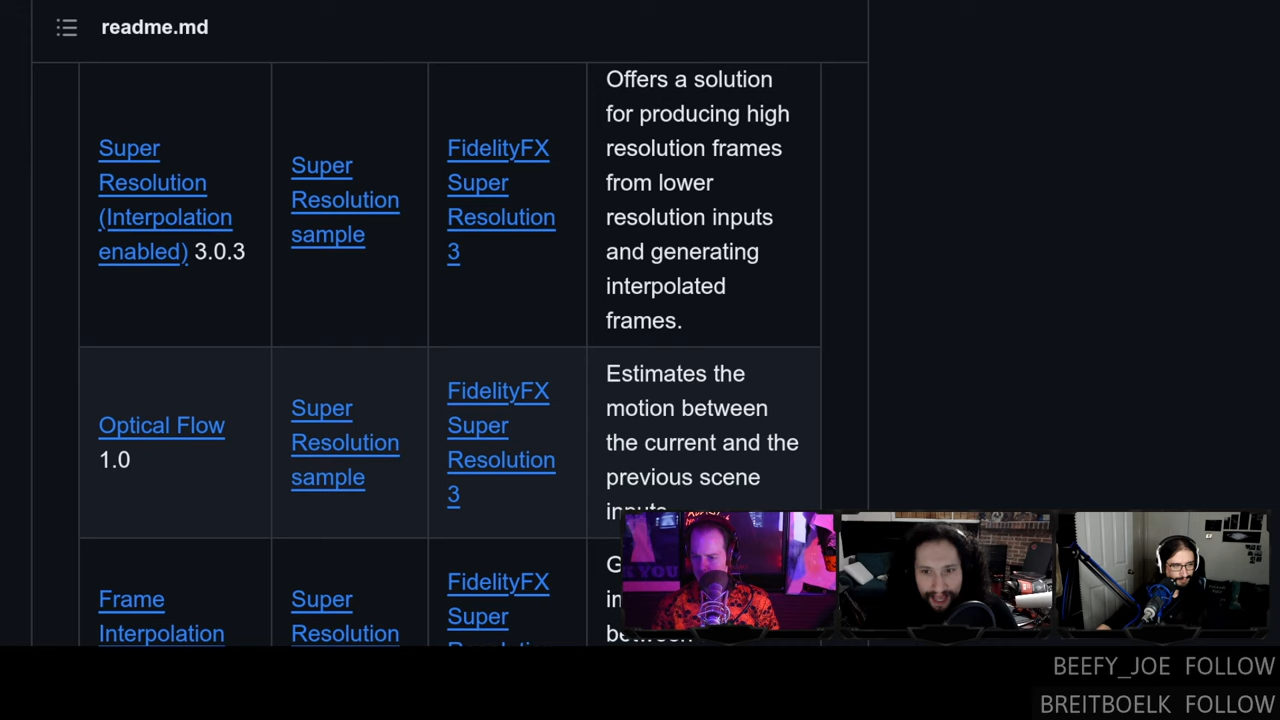 readme.md
Super
Resolution
(Interpolation
enabled) 3.0.3
Super
Resolution
sample
FidelityFX
Super
Resolution
3
Offers a solution
for producing high
resolution frames
from lower
resolution inputs
and generating
interpolated
frames.
Optical Flow
1.0
Super
Resolution
sample
FidelityFX
Super
Resolution
3
Estimates the
motion between
the current and the
previous scene
inputs.
Frame
Interpolation
Super
Resolution
FidelityFX
Super
between
YOU
BEEFY_JOE FOLLOW
BREITBOELK FOLLOW